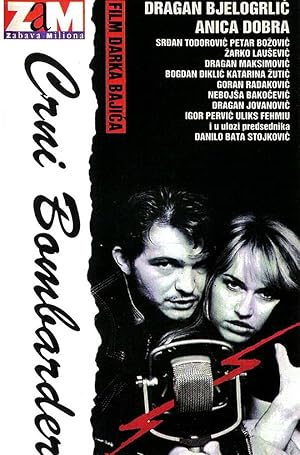 ZAM
Zabava Miliona
Crni Bombarder
FILM DARKA BAJIĆA
DRAGAN BJELOGRLIĆ
ANICA DOBRA
SRĐAN TODOROVIĆ PETAR BOŽOVIĆ
ŽARKO LAUŠEVIĆ
DRAGAN MAKSIMOVIĆ
BOGDAN DIKLIĆ KATARINA ŽUTIĆ
GORAN RADAKOVIĆ
NEBOJŠA BAKOČEVIĆ
DRAGAN JOVANOVIĆ
IGOR PERVIĆ ULIKS FEHMIU
i u ulozi predsednika
DANILO BATA STOJKOVIĆ